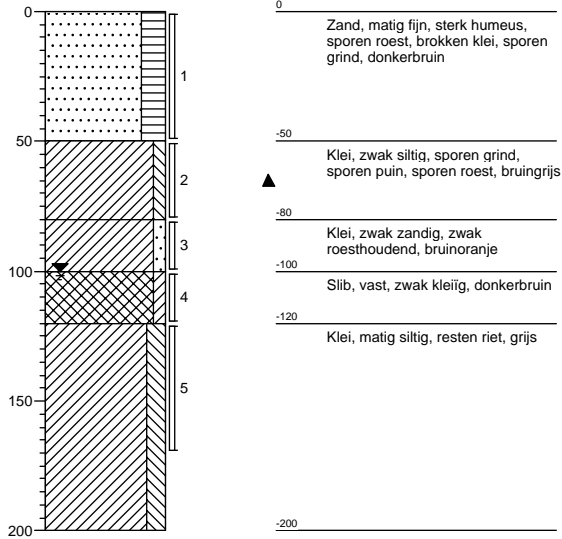 0
50
100
150
200
1
2
3
4
5
0
Zand, matig fijn, sterk humeus,
sporen roest, brokken klei, sporen
grind, donkerbruin
-50
Klei, zwak siltig, sporen grind,
sporen puin, sporen roest, bruingrijs
-80
Klei, zwak zandig, zwak
roesthoudend, bruinoranje
-100
Slib, vast, zwak kleiïg, donkerbruin
-120
Klei, matig siltig, resten riet, grijs
-200